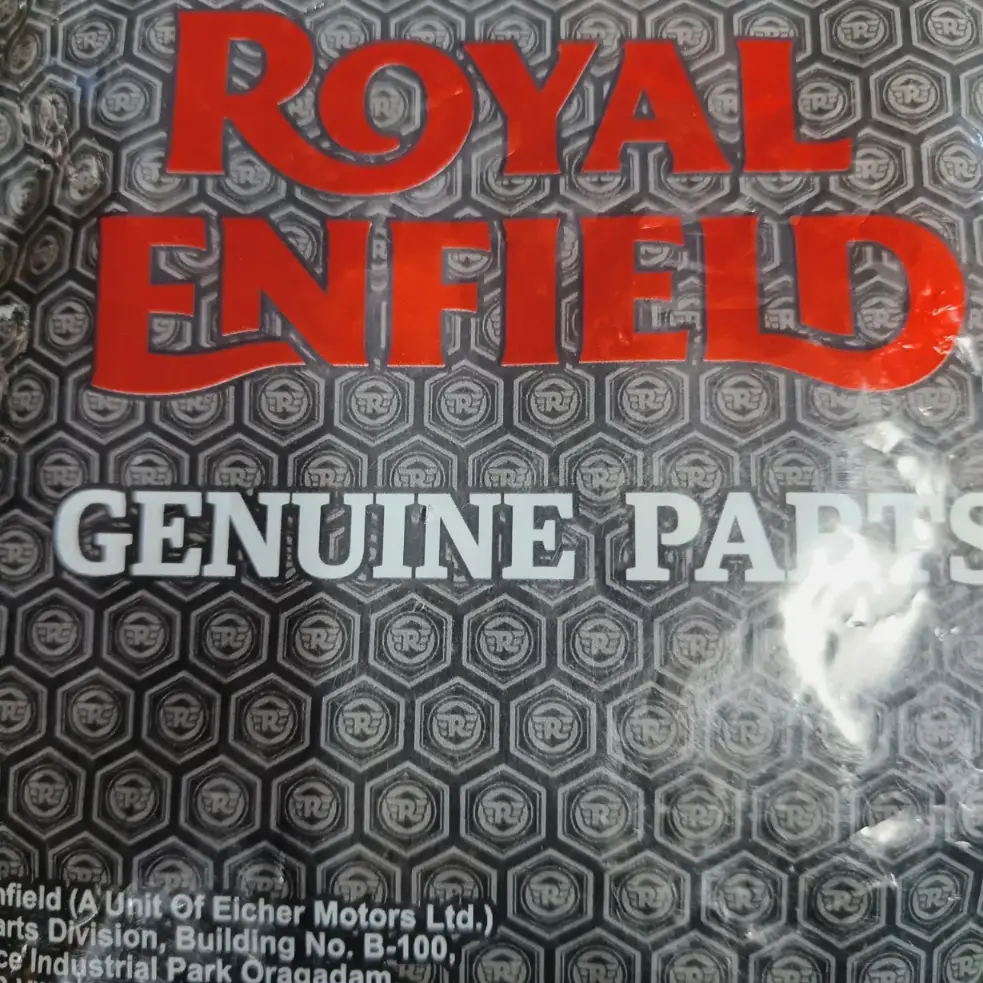 ROYAL
ENFIELD
GENUINE PARTS
nfield (A Unit Of Eicher Motors Ltd.)
arts Division, Building No. B-100,
ce Industrial Park Oragadam